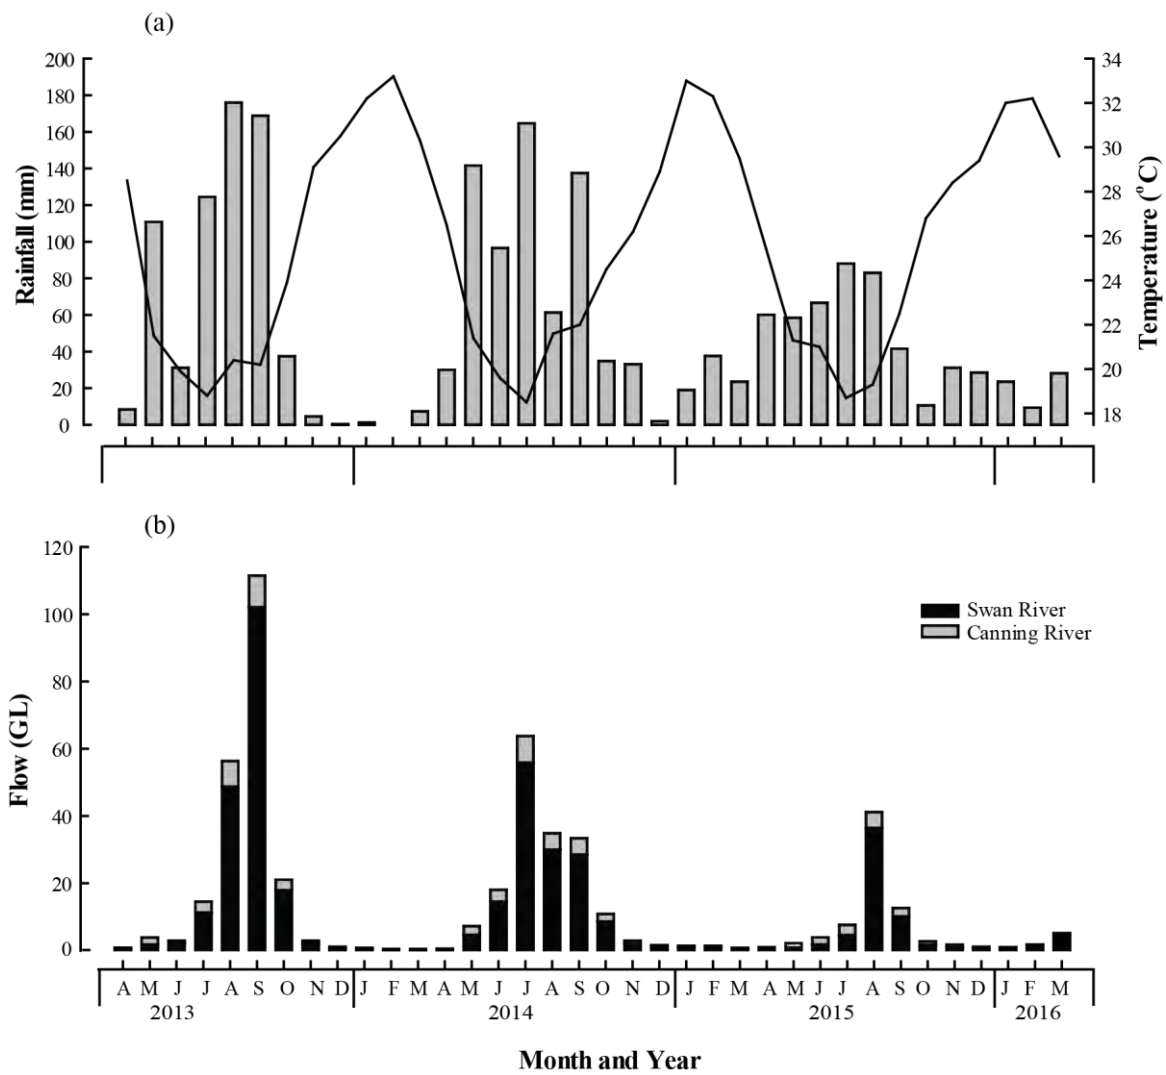 (a)
Rainfall (mm)
200
180
160
140
120
100
80
60
40
20
0
34
32
30
28
26
24
22
20
18
Temperature (°C)
(b)
Flow (GL)
120
100
80
60
40
20
0
Swan River
Canning River
A M J J A S O N D J F M A M J J A S O N D J F M A M J J A S O N D J F M
2013 2014 2015 2016
Month and Year